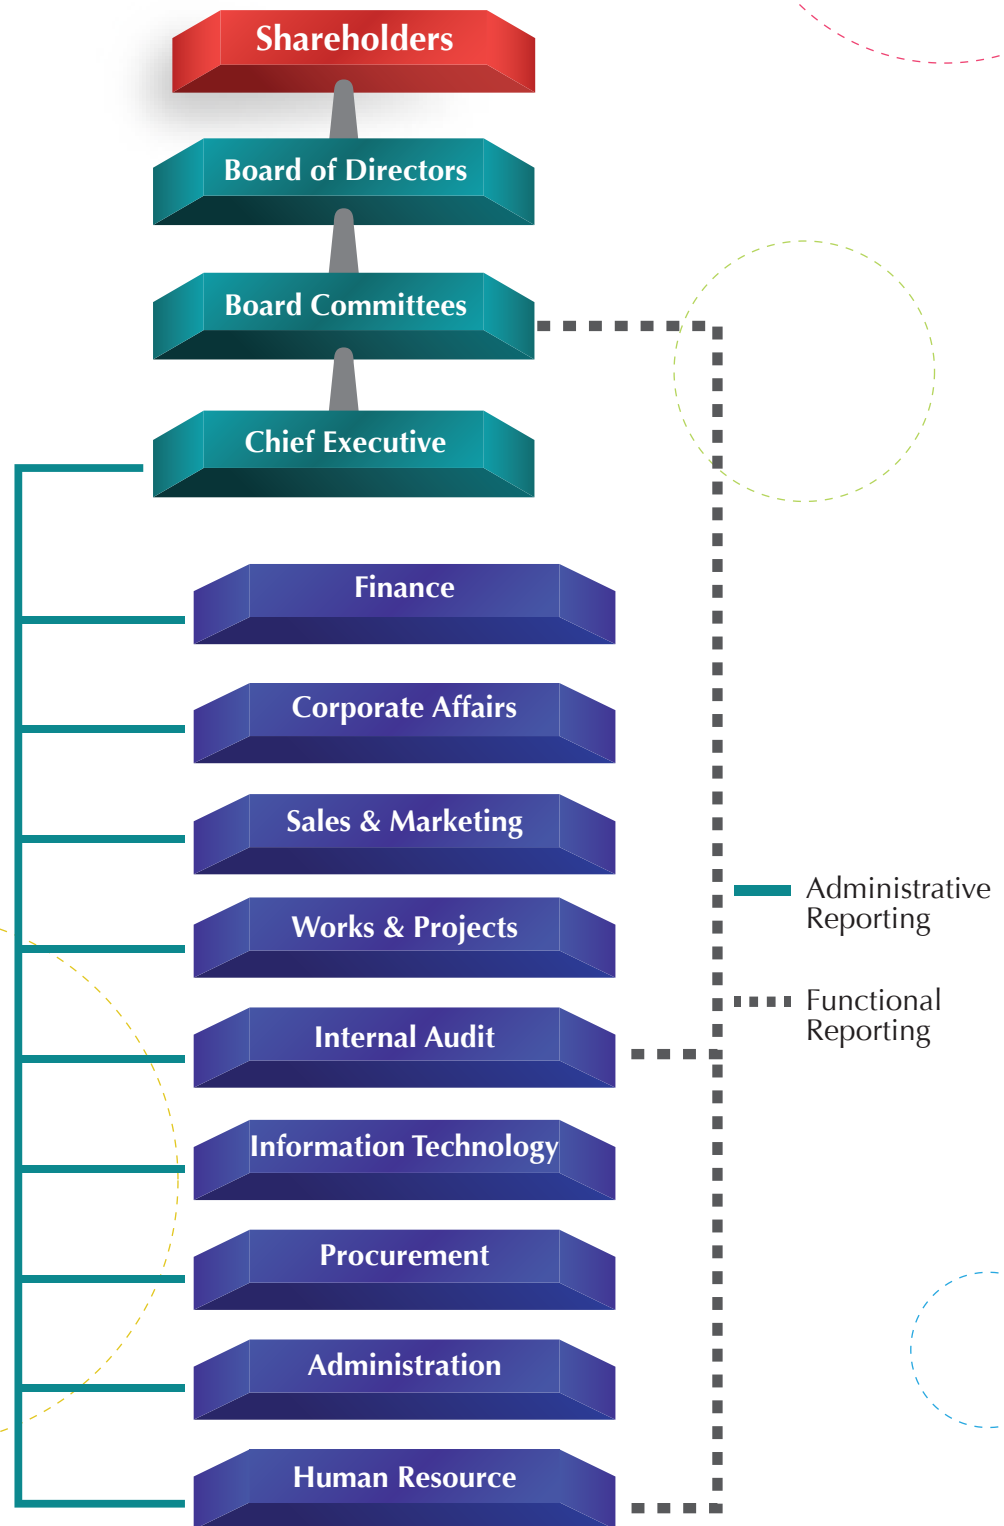 Shareholders
Board of Directors
Board Committees
Chief Executive
Finance
Corporate Affairs
Sales & Marketing
Works & Projects
Internal Audit
Information Technology
Procurement
Administration
Human Resource
Administrative
Reporting
Functional
Reporting